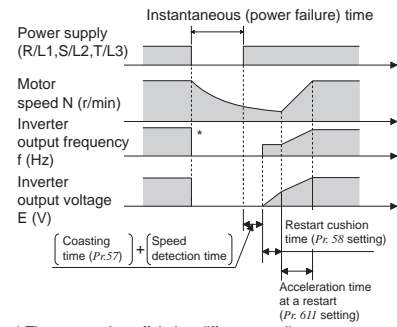 Instantaneous (power failure) time
Power supply
(R/L1,S/L2,T/L3)
Motor
speed N (r/min)
Inverter
output frequency
f (Hz)
*
Inverter
output voltage
E (V)
Coasting
time (Pr.57)
+
Speed
detection time
Restart cushion
time (Pr. 58 setting)
Acceleration time
at a restart
(Pr. 611 setting)